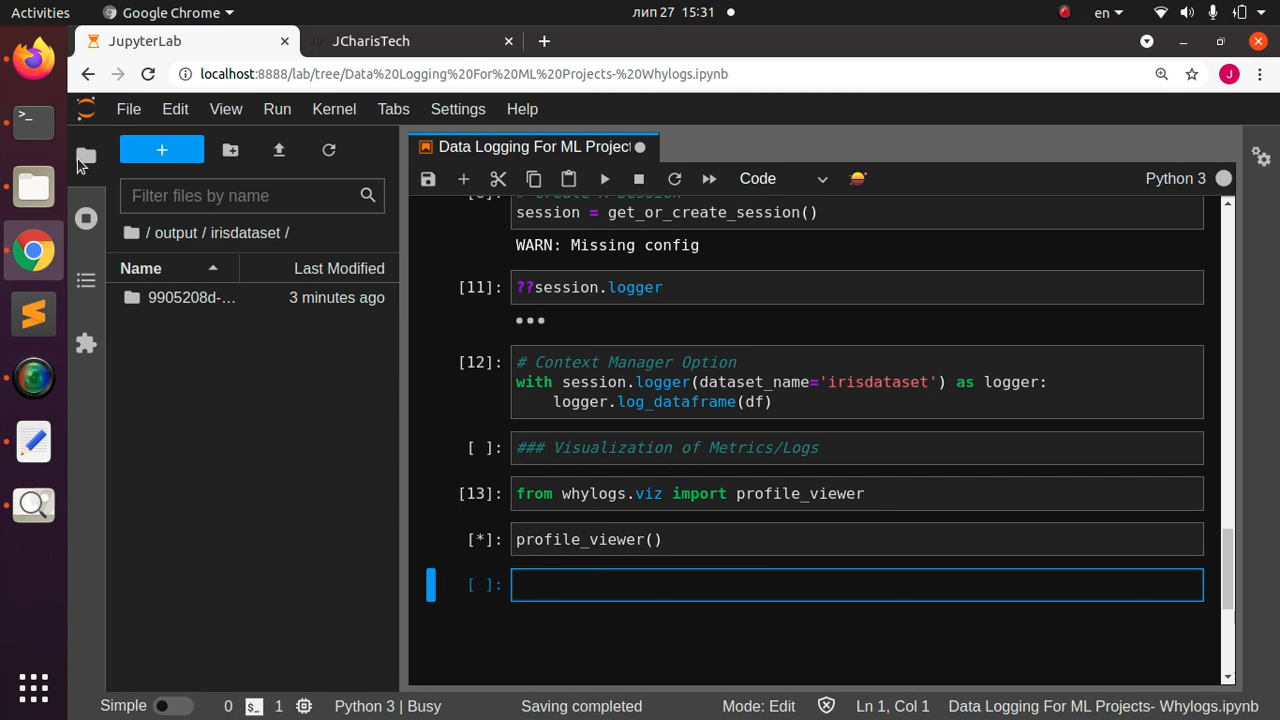 Activities
Google Chrome
лип 27 15:31
en
JupyterLab
JCharisTech
localhost:8888/lab/tree/Data%20Logging%20For%20ML%20Projects-%20Whylogs.ipynb
J
File Edit View Run Kernel Tabs Settings Help
Data Logging For ML Project
Filter files by name
Code
Python 3
/ output / irisdataset /
Name
Last Modified
9905208d-...
3 minutes ago
session = get_or_create_session()
WARN: Missing config
[11]: ??session.logger
[12]: # Context Manager Option
with session.logger(dataset_name='irisdataset') as logger:
logger.log_dataframe(df)
[ ]: ### Visualization of Metrics/Logs
[13]: from whylogs.viz import profile_viewer
[*]: profile_viewer()
[ ]:
Simple
0
1
Python 3 | Busy
Saving completed
Mode: Edit
Ln 1, Col 1
Data Logging For ML Projects- Whylogs.ipynb